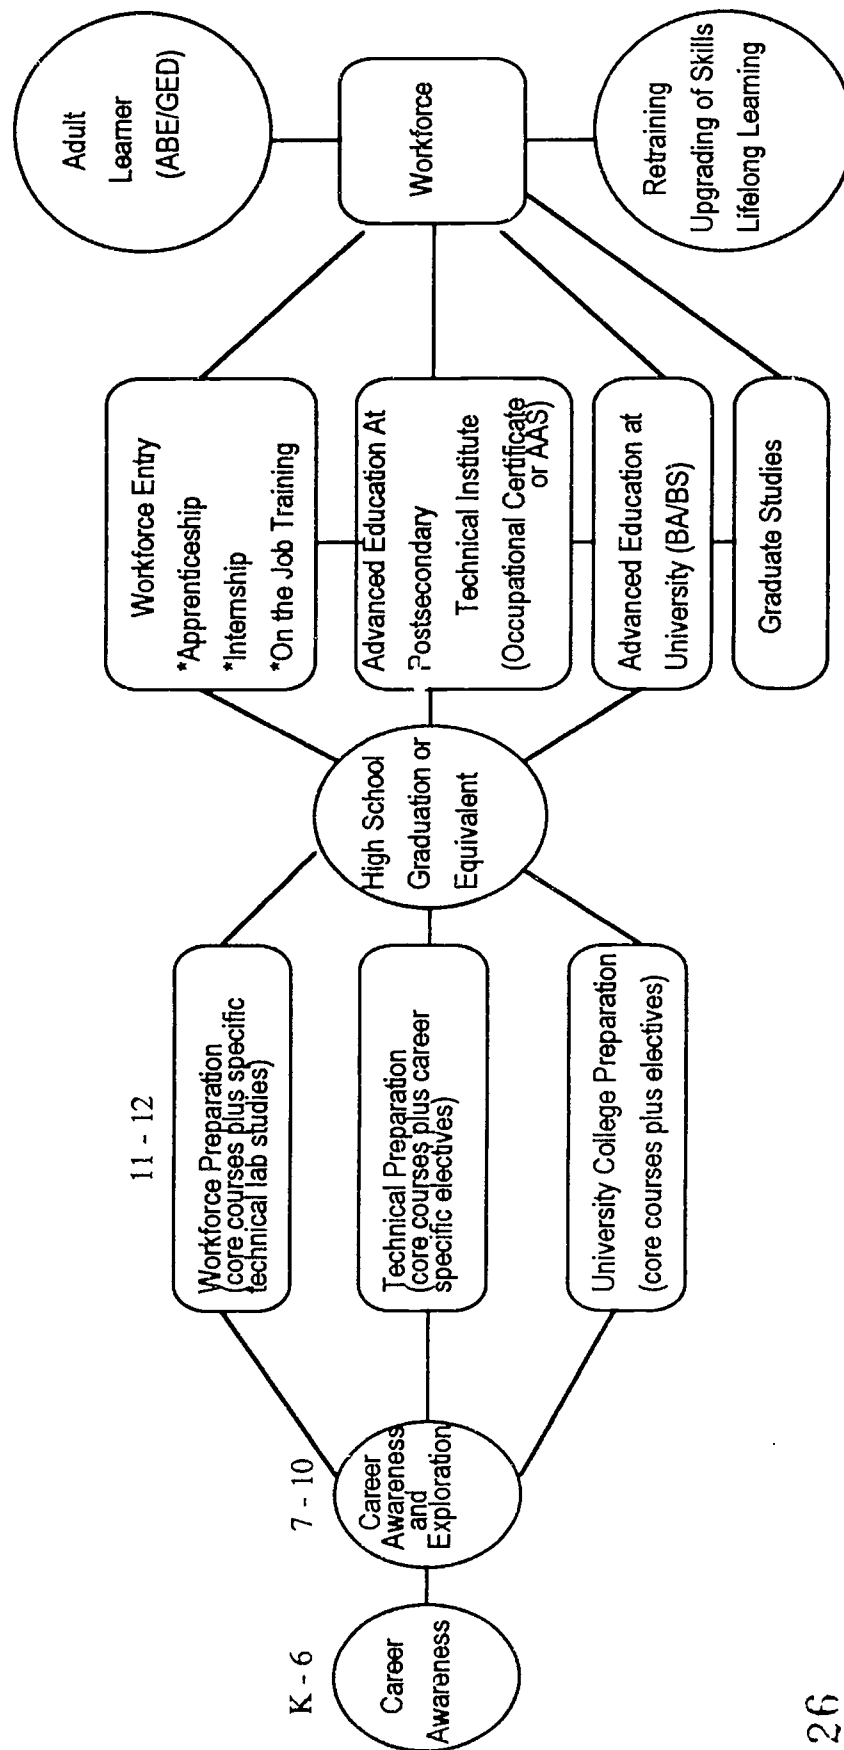 K - 6
Career
Awareness
7 - 10
Career
Awareness
and
Exploration
11 - 12
Workforce Preparation
(core courses plus specific
technical lab studies)
Technical Preparation
(core courses plus career
specific electives)
University College Preparation
(core courses plus electives)
High School
Graduation or
Equivalent
Workforce Entry
*Apprenticeship
*Internship
*On the Job Training
Advanced Education At
Postsecondary
Technical Institute
(Occupational Certificate
or AAS)
Advanced Education at
University (BA/BS)
Graduate Studies
Adult
Learner
(ABE/GED)
Workforce
Retraining
Upgrading of Skills
Lifelong Learning
26